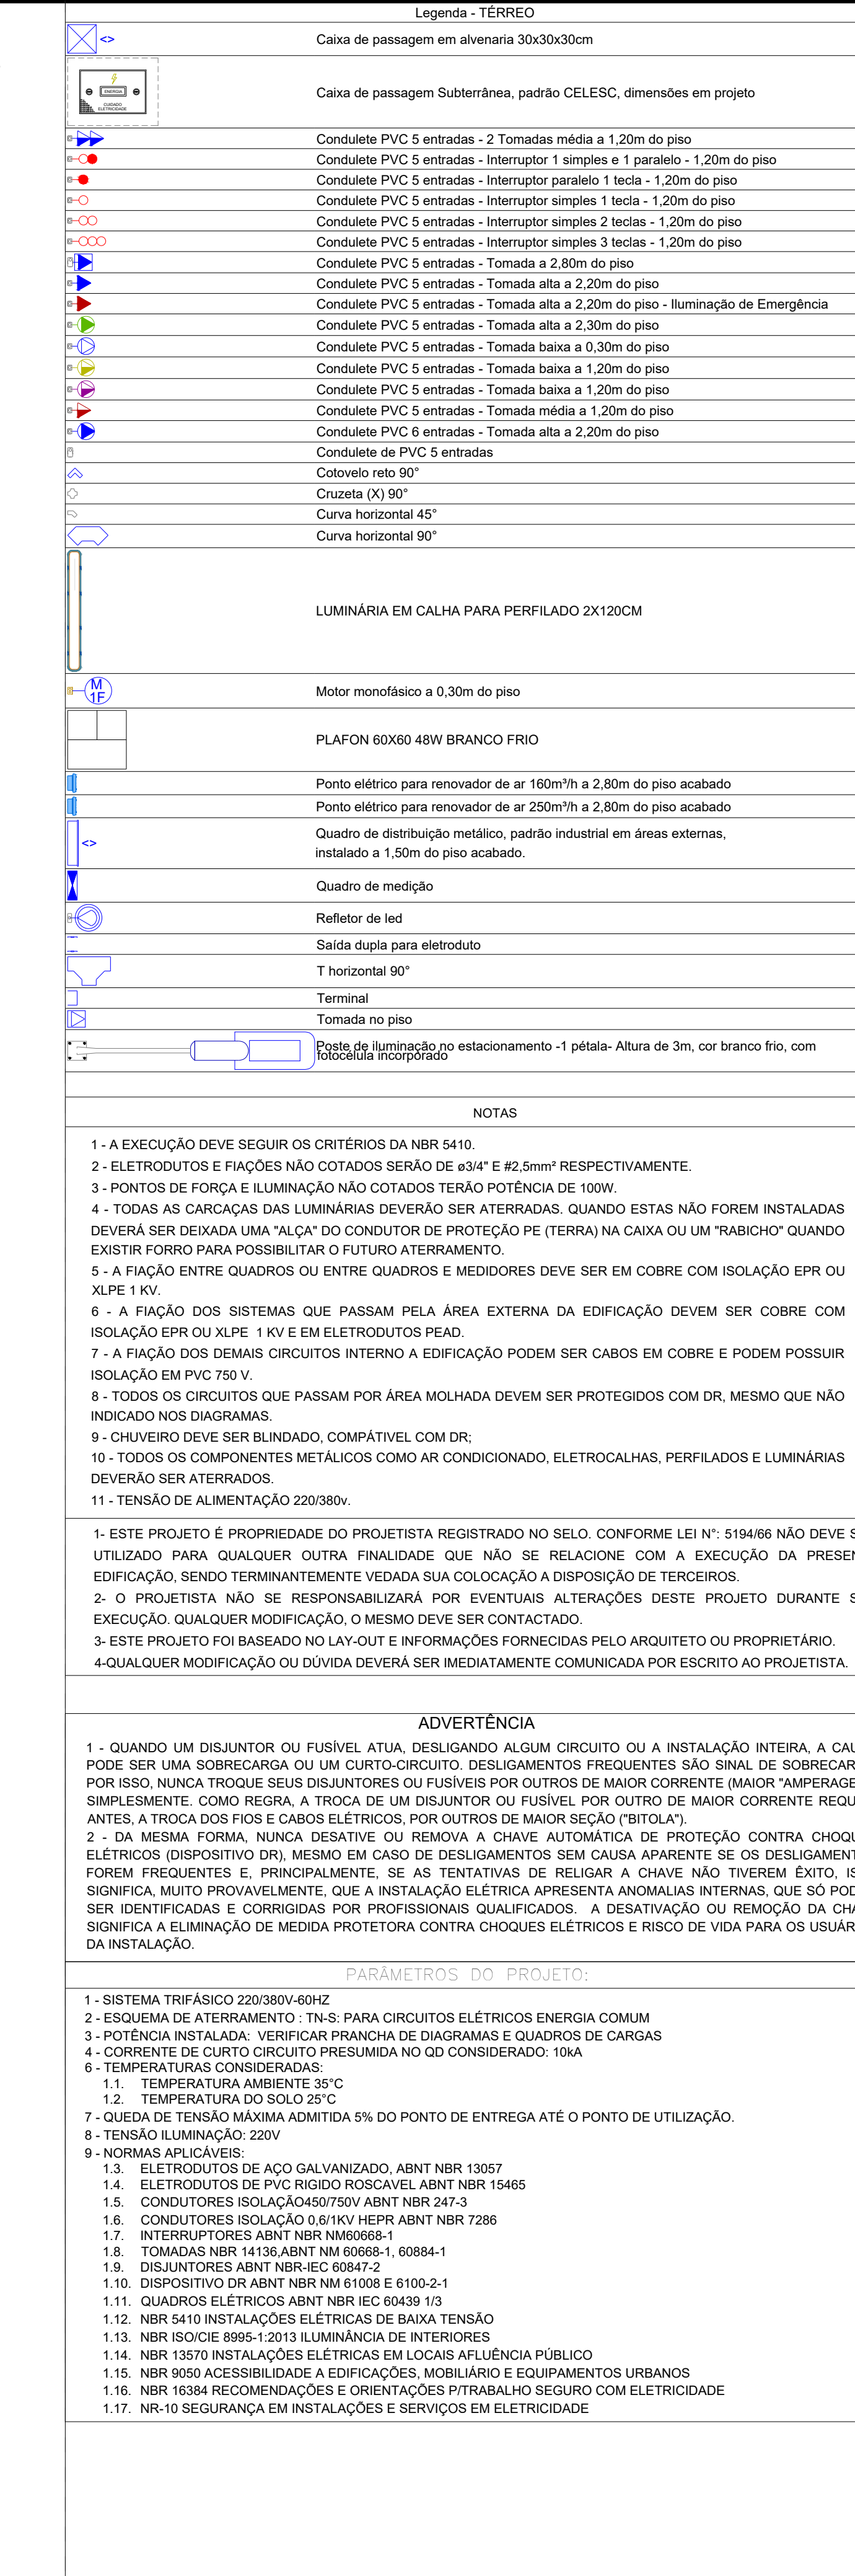 Legenda - TÉRREO
<> Caixa de passagem em alvenaria 30x30x30cm
ENERGIA
CUIDADO
ELETRICIDADE
Caixa de passagem Subterrânea, padrão CELESC, dimensões em projeto
Condulete PVC 5 entradas - 2 Tomadas média a 1,20m do piso
Condulete PVC 5 entradas - Interruptor 1 simples e 1 paralelo - 1,20m do piso
Condulete PVC 5 entradas - Interruptor paralelo 1 tecla - 1,20m do piso
Condulete PVC 5 entradas - Interruptor simples 1 tecla - 1,20m do piso
Condulete PVC 5 entradas - Interruptor simples 2 teclas - 1,20m do piso
Condulete PVC 5 entradas - Interruptor simples 3 teclas - 1,20m do piso
Condulete PVC 5 entradas - Tomada a 2,80m do piso
Condulete PVC 5 entradas - Tomada alta a 2,20m do piso
Condulete PVC 5 entradas - Tomada alta a 2,20m do piso - Iluminação de Emergência
Condulete PVC 5 entradas - Tomada alta a 2,30m do piso
Condulete PVC 5 entradas - Tomada baixa a 0,30m do piso
Condulete PVC 5 entradas - Tomada baixa a 1,20m do piso
Condulete PVC 5 entradas - Tomada baixa a 1,20m do piso
Condulete PVC 5 entradas - Tomada média a 1,20m do piso
Condulete PVC 6 entradas - Tomada alta a 2,20m do piso
Condulete de PVC 5 entradas
Cotovelo reto 90°
Cruzeta (X) 90°
Curva horizontal 45°
Curva horizontal 90°
LUMINÁRIA EM CALHA PARA PERFILADO 2X120CM
M
1F
Motor monofásico a 0,30m do piso
PLAFON 60X60 48W BRANCO FRIO
Ponto elétrico para renovador de ar 160m³/h a 2,80m do piso acabado
Ponto elétrico para renovador de ar 250m³/h a 2,80m do piso acabado
Quadro de distribuição metálico, padrão industrial em áreas externas,
<>
instalado a 1,50m do piso acabado.
Quadro de medição
Refletor de led
Saída dupla para eletroduto
T horizontal 90°
Terminal
Tomada no piso
Poste de iluminação no estacionamento -1 pétala- Altura de 3m, cor branco frio, com
fotocélula incorporado
NOTAS
1 - A EXECUÇÃO DEVE SEGUIR OS CRITÉRIOS DA NBR 5410.
2 - ELETRODUTOS E FIAÇÕES NÃO COTADOS SERÃO DE ø3/4" E #2,5mm² RESPECTIVAMENTE.
3 - PONTOS DE FORÇA E ILUMINAÇÃO NÃO COTADOS TERÃO POTÊNCIA DE 100W.
4 - TODAS AS CARCAÇAS DAS LUMINÁRIAS DEVERÃO SER ATERRADAS. QUANDO ESTAS NÃO FOREM INSTALADAS
DEVERÁ SER DEIXADA UMA "ALÇA" DO CONDUTOR DE PROTEÇÃO PE (TERRA) NA CAIXA OU UM "RABICHO" QUANDO
EXISTIR FORRO PARA POSSIBILITAR O FUTURO ATERRAMENTO.
5 - A FIAÇÃO ENTRE QUADROS OU ENTRE QUADROS E MEDIDORES DEVE SER EM COBRE COM ISOLAÇÃO EPR OU
XLPE 1 KV.
6 - A FIAÇÃO DOS SISTEMAS QUE PASSAM PELA ÁREA EXTERNA DA EDIFICAÇÃO DEVEM SER COBRE COM
ISOLAÇÃO EPR OU XLPE 1 KV E EM ELETRODUTOS PEAD.
7 - A FIAÇÃO DOS DEMAIS CIRCUITOS INTERNO A EDIFICAÇÃO PODEM SER CABOS EM COBRE E PODEM POSSUIR
ISOLAÇÃO EM PVC 750 V.
8 - TODOS OS CIRCUITOS QUE PASSAM POR ÁREA MOLHADA DEVEM SER PROTEGIDOS COM DR, MESMO QUE NÃO
INDICADO NOS DIAGRAMAS.
9 - CHUVEIRO DEVE SER BLINDADO, COMPÁTIVEL COM DR;
10 - TODOS OS COMPONENTES METÁLICOS COMO AR CONDICIONADO, ELETROCALHAS, PERFILADOS E LUMINÁRIAS
DEVERÃO SER ATERRADOS.
11 - TENSÃO DE ALIMENTAÇÃO 220/380v.
1- ESTE PROJETO É PROPRIEDADE DO PROJETISTA REGISTRADO NO SELO. CONFORME LEI N°: 5194/66 NÃO DEVE S
UTILIZADO PARA QUALQUER OUTRA FINALIDADE QUE NÃO SE RELACIONE COM A EXECUÇÃO DA PRESEN
EDIFICAÇÃO, SENDO TERMINANTEMENTE VEDADA SUA COLOCAÇÃO A DISPOSIÇÃO DE TERCEIROS.
2- O PROJETISTA NÃO SE RESPONSABILIZARÁ POR EVENTUAIS ALTERAÇÕES DESTE PROJETO DURANTE S
EXECUÇÃO. QUALQUER MODIFICAÇÃO, O MESMO DEVE SER CONTACTADO.
3- ESTE PROJETO FOI BASEADO NO LAY-OUT E INFORMAÇÕES FORNECIDAS PELO ARQUITETO OU PROPRIETÁRIO.
4-QUALQUER MODIFICAÇÃO OU DÚVIDA DEVERÁ SER IMEDIATAMENTE COMUNICADA POR ESCRITO AO PROJETISTA.
ADVERTÊNCIA
1 - QUANDO UM DISJUNTOR OU FUSÍVEL ATUA, DESLIGANDO ALGUM CIRCUITO OU A INSTALAÇÃO INTEIRA, A CAU
PODE SER UMA SOBRECARGA OU UM CURTO-CIRCUITO. DESLIGAMENTOS FREQUENTES SÃO SINAL DE SOBRECAR
POR ISSO, NUNCA TROQUE SEUS DISJUNTORES OU FUSÍVEIS POR OUTROS DE MAIOR CORRENTE (MAIOR "AMPERAGE
SIMPLESMENTE. COMO REGRA, A TROCA DE UM DISJUNTOR OU FUSÍVEL POR OUTRO DE MAIOR CORRENTE REQU
ANTES, A TROCA DOS FIOS E CABOS ELÉTRICOS, POR OUTROS DE MAIOR SEÇÃO ("BITOLA").
2 - DA MESMA FORMA, NUNCA DESATIVE OU REMOVA A CHAVE AUTOMÁTICA DE PROTEÇÃO CONTRA CHOQU
ELÉTRICOS (DISPOSITIVO DR), MESMO EM CASO DE DESLIGAMENTOS SEM CAUSA APARENTE SE OS DESLIGAMENT
FOREM FREQUENTES E, PRINCIPALMENTE, SE AS TENTATIVAS DE RELIGAR A CHAVE NÃO TIVEREM ÊXITO, IS
SIGNIFICA, MUITO PROVAVELMENTE, QUE A INSTALAÇÃO ELÉTRICA APRESENTA ANOMALIAS INTERNAS, QUE SÓ POD
SER IDENTIFICADAS E CORRIGIDAS POR PROFISSIONAIS QUALIFICADOS. A DESATIVAÇÃO OU REMOÇÃO DA CHA
SIGNIFICA A ELIMINAÇÃO DE MEDIDA PROTETORA CONTRA CHOQUES ELÉTRICOS E RISCO DE VIDA PARA OS USUÁR
DA INSTALAÇÃO.
PARÂMETROS DO PROJETO:
1 - SISTEMA TRIFÁSICO 220/380V-60HZ
2 - ESQUEMA DE ATERRAMENTO : TN-S: PARA CIRCUITOS ELÉTRICOS ENERGIA COMUM
3 - POTÊNCIA INSTALADA: VERIFICAR PRANCHA DE DIAGRAMAS E QUADROS DE CARGAS
4 - CORRENTE DE CURTO CIRCUITO PRESUMIDA NO QD CONSIDERADO: 10kA
6 - TEMPERATURAS CONSIDERADAS:
1.1. TEMPERATURA AMBIENTE 35°C
1.2. TEMPERATURA DO SOLO 25°C
7 - QUEDA DE TENSÃO MÁXIMA ADMITIDA 5% DO PONTO DE ENTREGA ATÉ O PONTO DE UTILIZAÇÃO.
8 - TENSÃO ILUMINAÇÃO: 220V
9 - NORMAS APLICÁVEIS:
1.3. ELETRODUTOS DE AÇO GALVANIZADO, ABNT NBR 13057
1.4. ELETRODUTOS DE PVC RIGIDO ROSCAVEL ABNT NBR 15465
1.5. CONDUTORES ISOLAÇÃO450/750V ABNT NBR 247-3
1.6. CONDUTORES ISOLAÇÃO 0,6/1KV HEPR ABNT NBR 7286
1.7. INTERRUPTORES ABNT NBR NM60668-1
1.8. TOMADAS NBR 14136,ABNT NM 60668-1, 60884-1
1.9. DISJUNTORES ABNT NBR-IEC 60847-2
1.10. DISPOSITIVO DR ABNT NBR NM 61008 E 6100-2-1
1.11. QUADROS ELÉTRICOS ABNT NBR IEC 60439 1/3
1.12. NBR 5410 INSTALAÇÕES ELÉTRICAS DE BAIXA TENSÃO
1.13. NBR ISO/CIE 8995-1:2013 ILUMINÂNCIA DE INTERIORES
1.14. NBR 13570 INSTALAÇÔES ELÉTRICAS EM LOCAIS AFLUÊNCIA PÚBLICO
1.15. NBR 9050 ACESSIBILIDADE A EDIFICAÇÕES, MOBILIÁRIO E EQUIPAMENTOS URBANOS
1.16. NBR 16384 RECOMENDAÇÕES E ORIENTAÇÕES P/TRABALHO SEGURO COM ELETRICIDADE
1.17. NR-10 SEGURANÇA EM INSTALAÇÕES E SERVIÇOS EM ELETRICIDADE